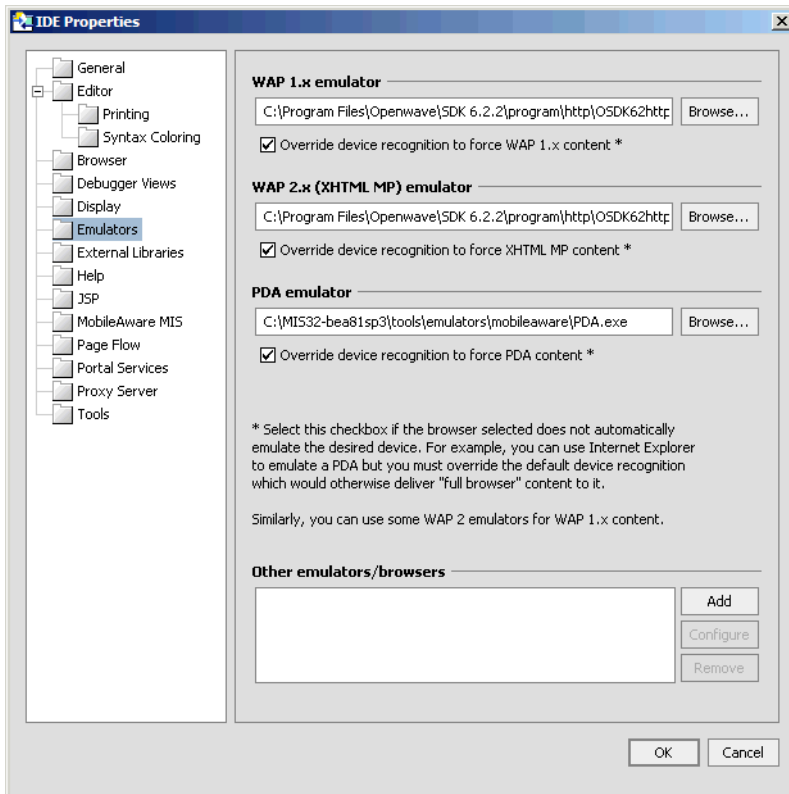 IDE Properties
General
Editor
Printing
Syntax Coloring
Browser
Debugger Views
Display
Emulators
External Libraries
Help
JSP
MobileAware MIS
Page Flow
Portal Services
Proxy Server
Tools
WAP 1.x emulator
C:\Program Files\Openwave\SDK 6.2.2\program\http\OSDK62http
Browse...
Override device recognition to force WAP 1.x content *
WAP 2.x (XHTML MP) emulator
C:\Program Files\Openwave\SDK 6.2.2\program\http\OSDK62http
Browse...
Override device recognition to force XHTML MP content *
PDA emulator
C:\MIS32-bea81sp3\tools\emulators\mobileaware\PDA.exe
Browse...
Override device recognition to force PDA content *
* Select this checkbox if the browser selected does not automatically
emulate the desired device. For example, you can use Internet Explorer
to emulate a PDA but you must override the default device recognition
which would otherwise deliver "full browser" content to it.
Similarly, you can use some WAP 2 emulators for WAP 1.x content.
Other emulators/browsers
Add
Configure
Remove
OK
Cancel